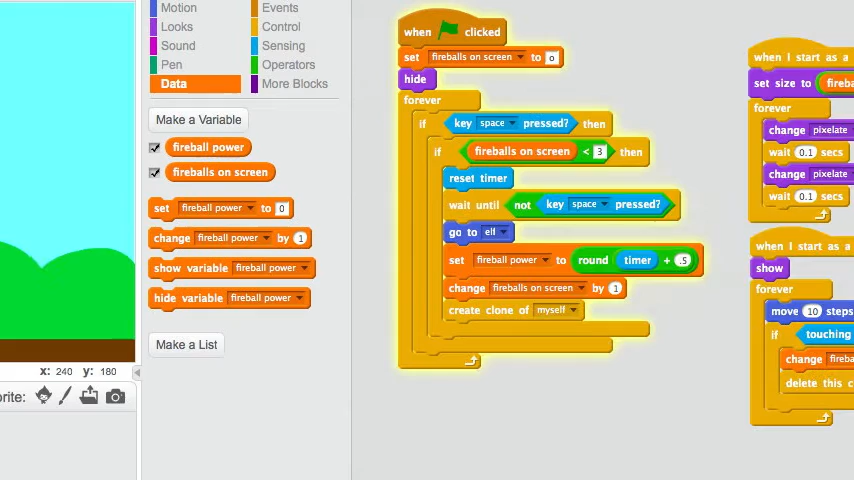 Motion
Events
Looks
Control
Sound
Sensing
Pen
Operators
Data
More Blocks
Make a Variable
fireball power
fireballs on screen
set fireball power to 0
change fireball power by 1
show variable fireball power
hide variable fireball power
Make a List
x: 240 y: 180
rite:
when clicked
set fireballs on screen to 0
hide
forever
if key space pressed? then
if fireballs on screen < 3 then
reset timer
wait until not key space pressed?
go to elf
set fireball power to round timer + .5
change fireballs on screen by 1
create clone of myself
when I start as a
set size to fireba
forever
change pixelate
wait 0.1 secs
change pixelate
wait 0.1 secs
when I start as a
show
forever
move 10 steps
if touching
change fireba
delete this c